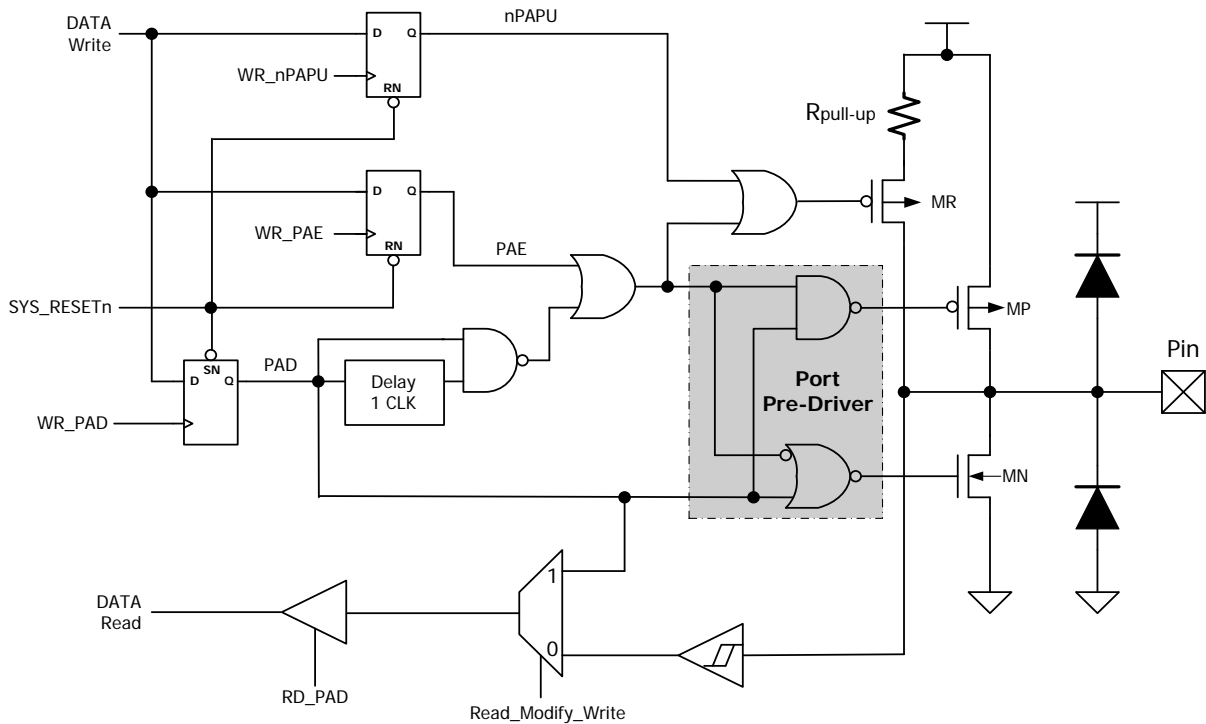 DATA
Write
nPAPU
D Q
WR_nPAPU
RN
Rpull-up
D Q
MR
WR_PAE
RN
PAE
SYS_RESETn
MP
SN
D Q
PAD
Delay
1 CLK
Port
Pre-Driver
Pin
WR_PAD
MN
1
DATA
Read
0
RD_PAD
Read_Modify_Write